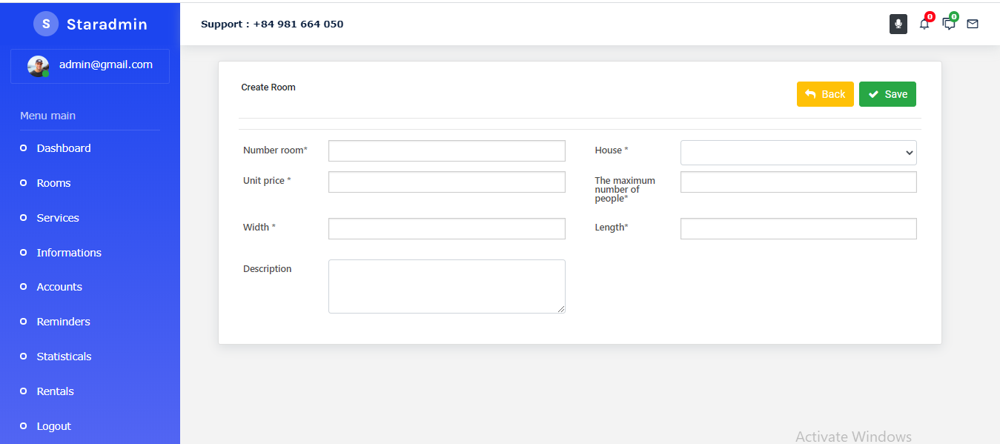 S Staradmin
Support : +84 981 664 050
0
0
admin@gmail.com
Menu main
Dashboard
Rooms
Services
Informations
Accounts
Reminders
Statisticals
Rentals
Logout
Create Room
Back
Save
Number room*
House *
Unit price *
The maximum
number of
people*
Width *
Length*
Description
Activate Windows